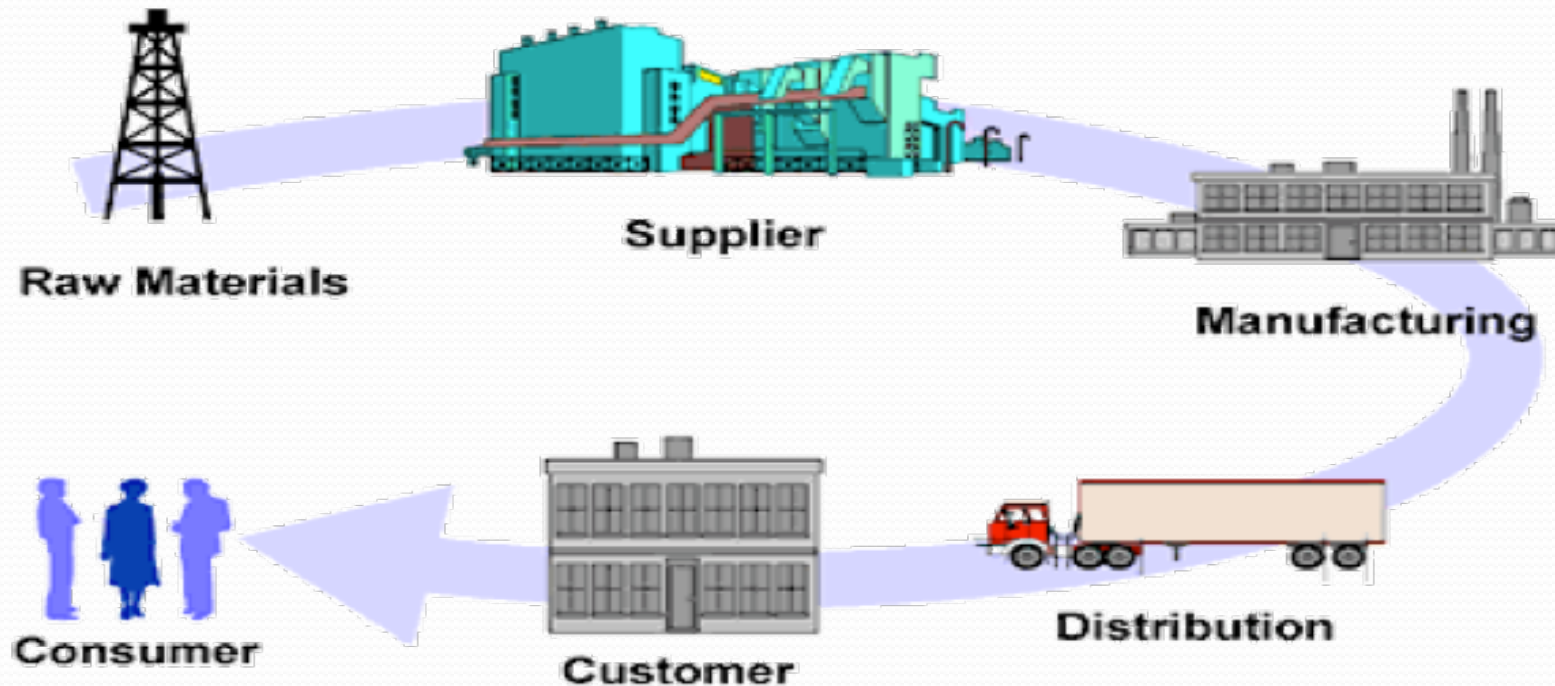 Raw Materials
Supplier
Manufacturing
Distribution
Customer
Consumer